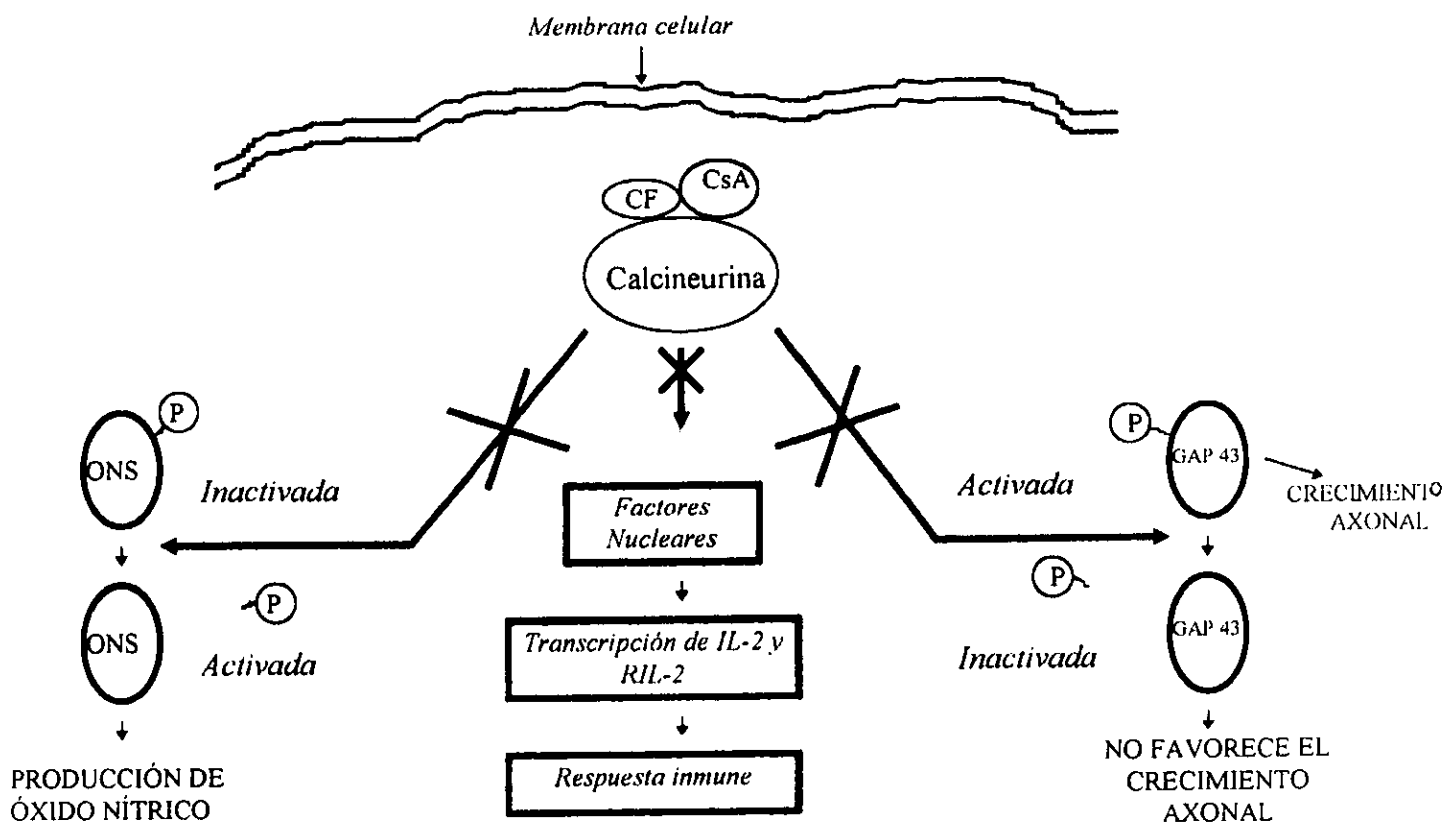 Membrana celular
CF
CsA
Calcineurina
P
ONS
Inactivada
P
ONS
Activada
PRODUCCIÓN DE
ÓXIDO NÍTRICO
Factores
Nucleares
Transcripción de IL-2 y
RIL-2
Respuesta inmune
P
GAP 43
Activada
CRECIMIENTO
AXONAL
P
GAP 43
Inactivada
NO FAVORECE EL
CRECIMIENTO
AXONAL